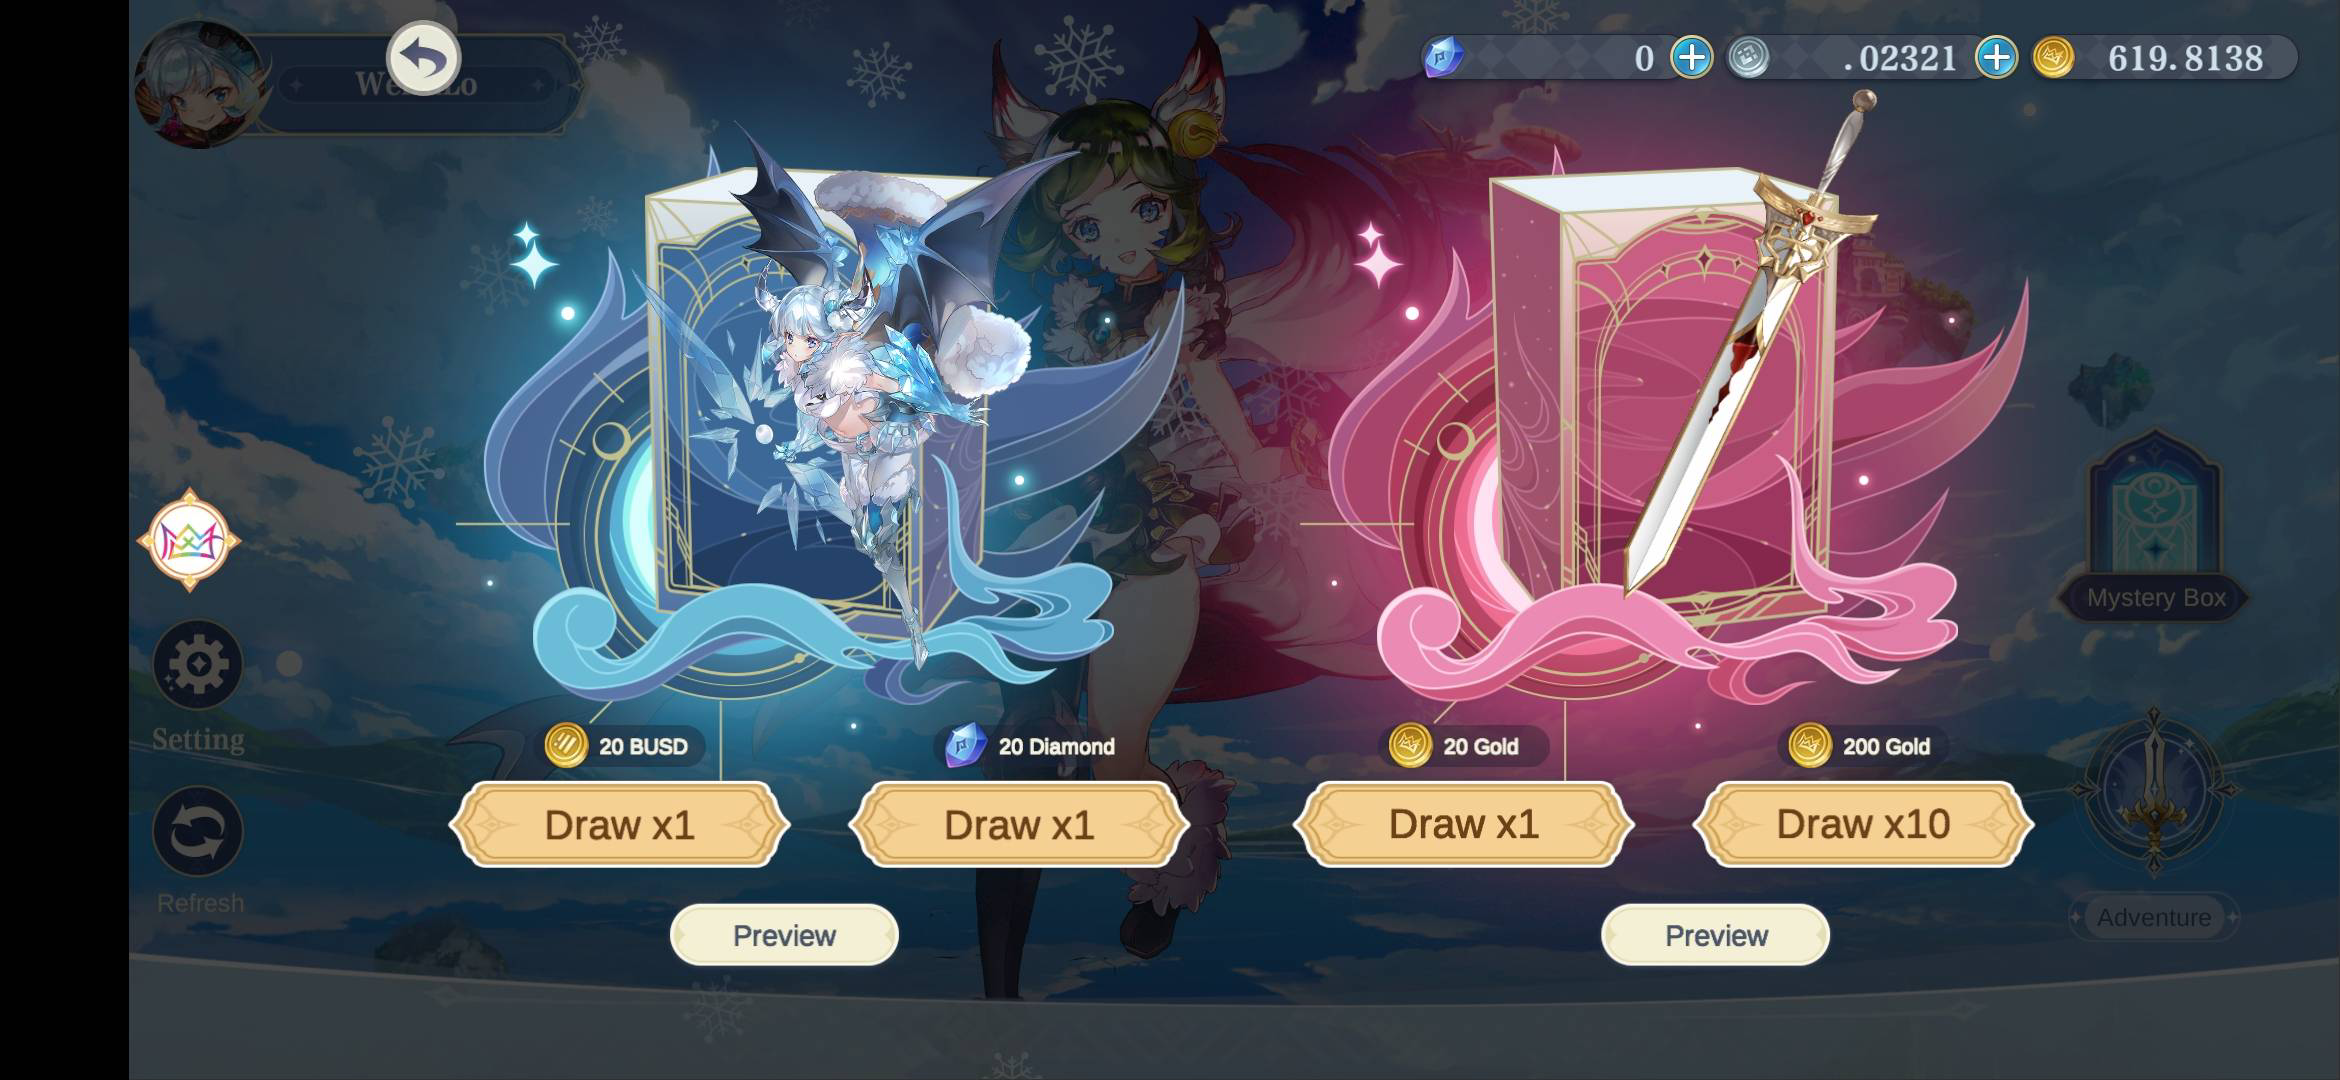 0
.02321
619.8138
Mystery Box
Setting
20 BUSD
20 Diamond
20 Gold
200 Gold
Draw x1
Draw x1
Draw x1
Draw x10
Refresh
Adventure
Preview
Preview